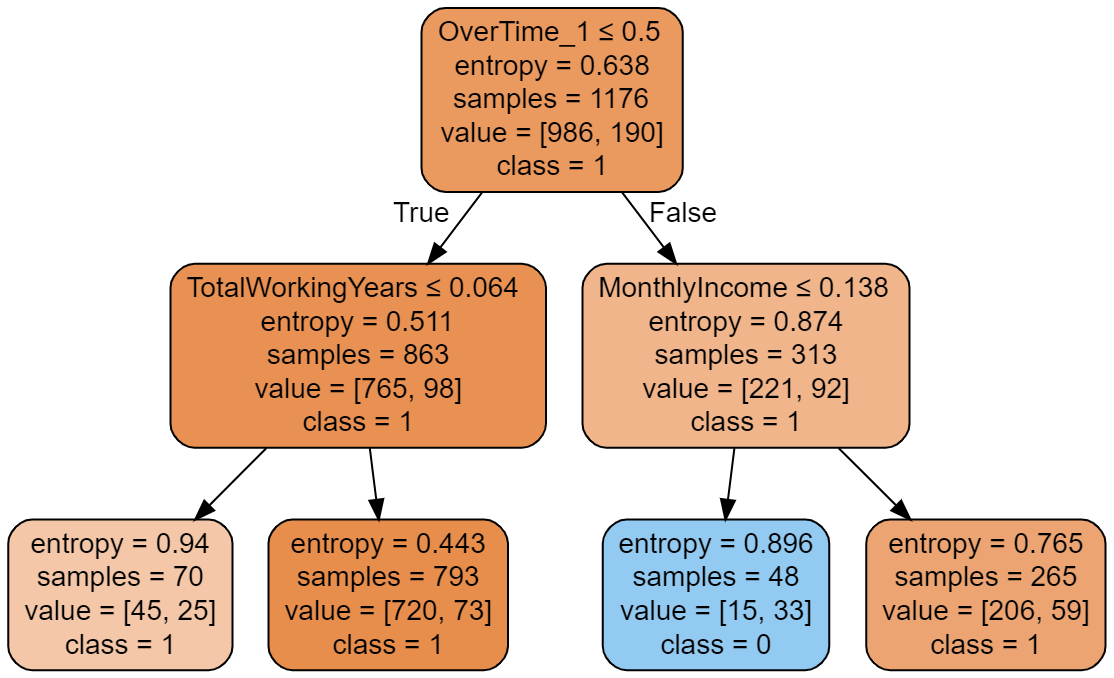 OverTime_1 ≤ 0.5
entropy = 0.638
samples = 1176
value = [986, 190]
class = 1
True
False
TotalWorkingYears ≤ 0.064
entropy = 0.511
samples = 863
value = [765, 98]
class = 1
MonthlyIncome ≤ 0.138
entropy = 0.874
samples = 313
value = [221, 92]
class = 1
entropy = 0.94
samples = 70
value = [45, 25]
class = 1
entropy = 0.443
samples = 793
value = [720, 73]
class = 1
entropy = 0.896
samples = 48
value = [15, 33]
class = 0
entropy = 0.765
samples = 265
value = [206, 59]
class = 1